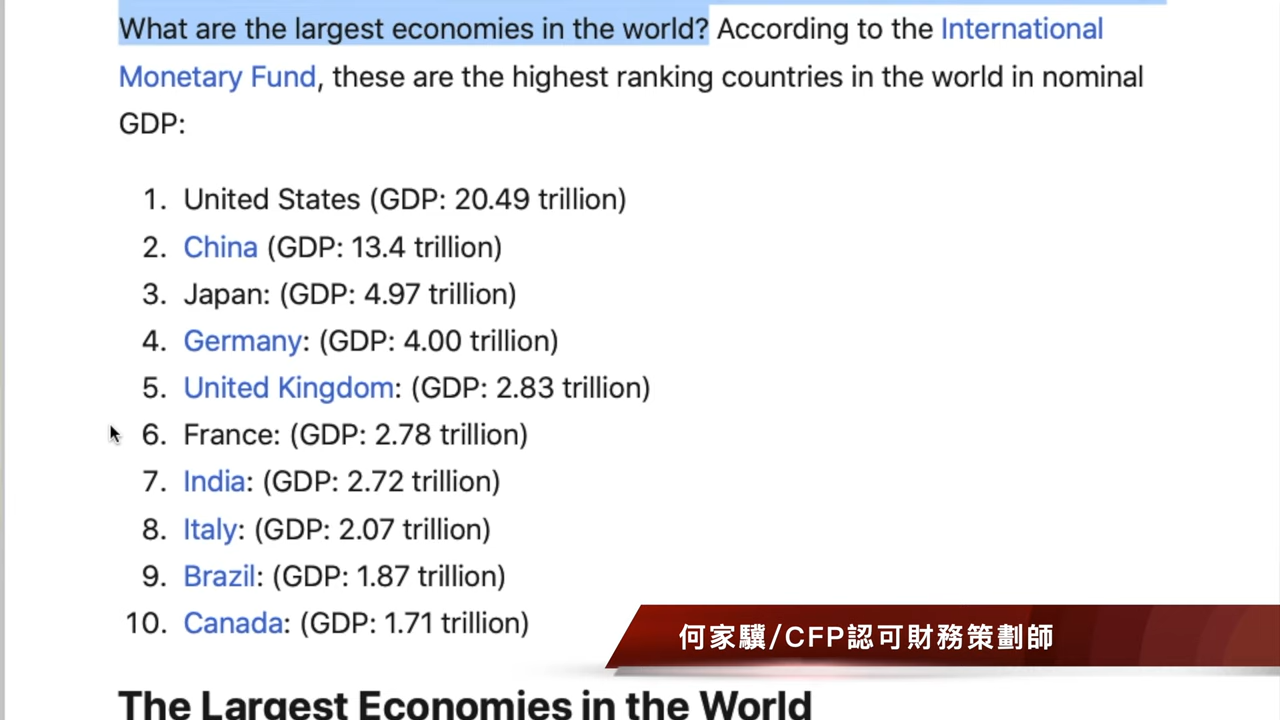 What are the largest economies in the world? According to the International
Monetary Fund, these are the highest ranking countries in the world in nominal
GDP:
1. United States (GDP: 20.49 trillion)
2. China (GDP: 13.4 trillion)
3. Japan: (GDP: 4.97 trillion)
4. Germany: (GDP: 4.00 trillion)
5. United Kingdom: (GDP: 2.83 trillion)
6. France: (GDP: 2.78 trillion)
7. India: (GDP: 2.72 trillion)
8. Italy: (GDP: 2.07 trillion)
9. Brazil: (GDP: 1.87 trillion)
10. Canada: (GDP: 1.71 trillion)
何家驥/CFP認可財務策劃師
The Largest Economies in the World